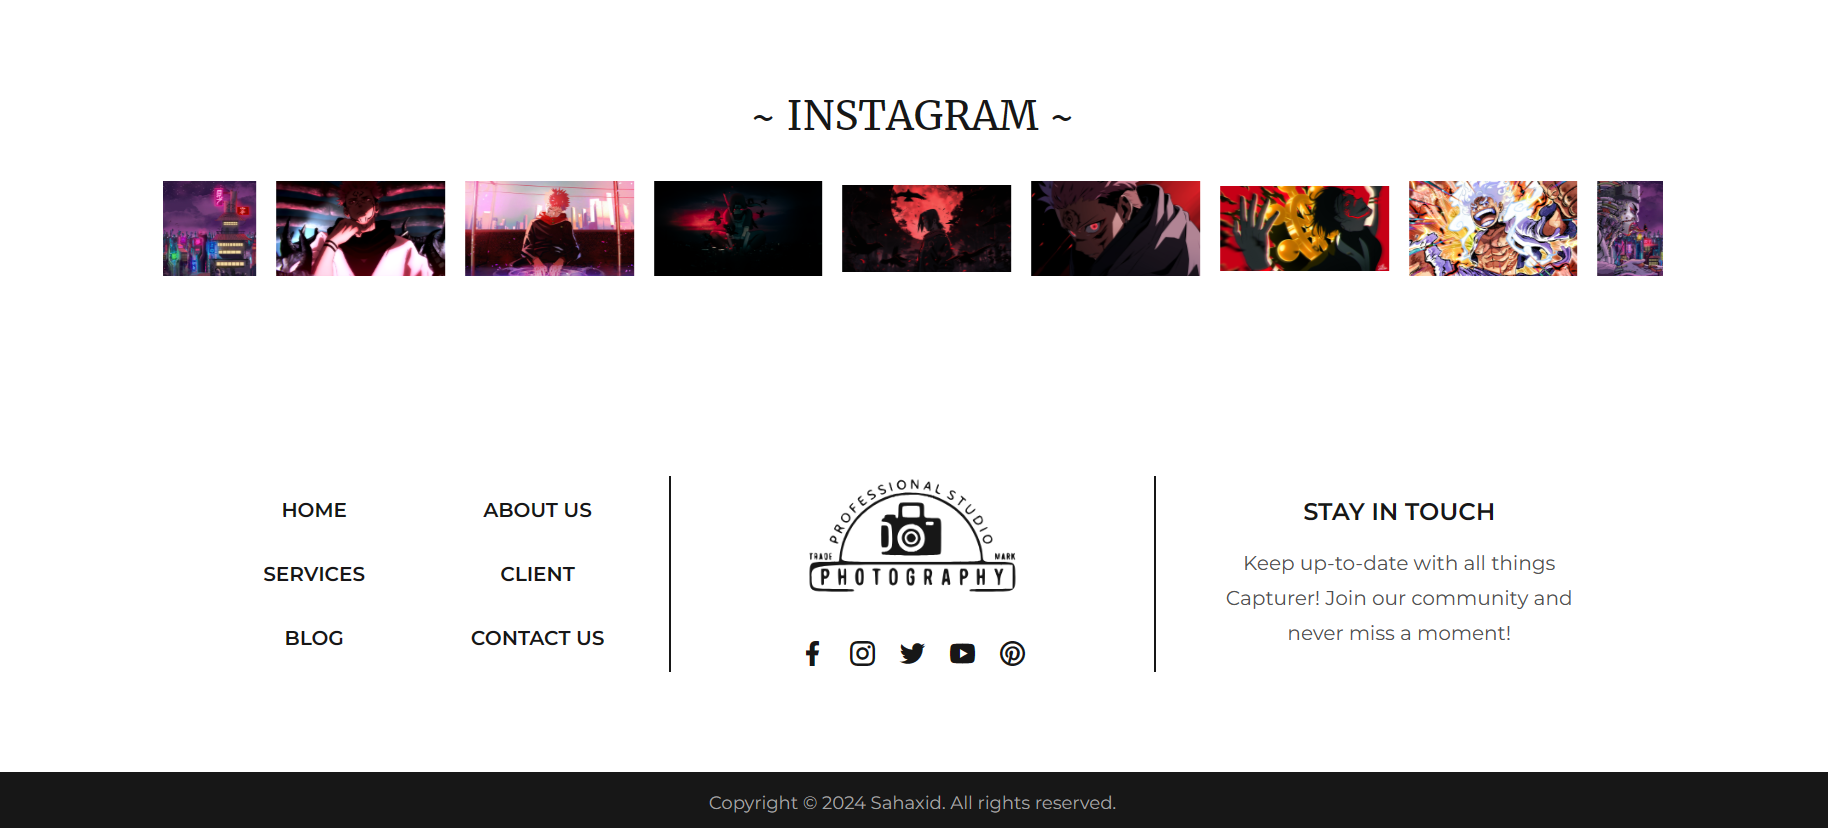 ~ INSTAGRAM ~
HOME
ABOUT US
SERVICES
CLIENT
BLOG
CONTACT US
PROFESSIONAL STUDIO
TRADE MARK
PHOTOGRAPHY
STAY IN TOUCH
Keep up-to-date with all things
Capturer! Join our community and
never miss a moment!
Copyright © 2024 Sahaxid. All rights reserved.